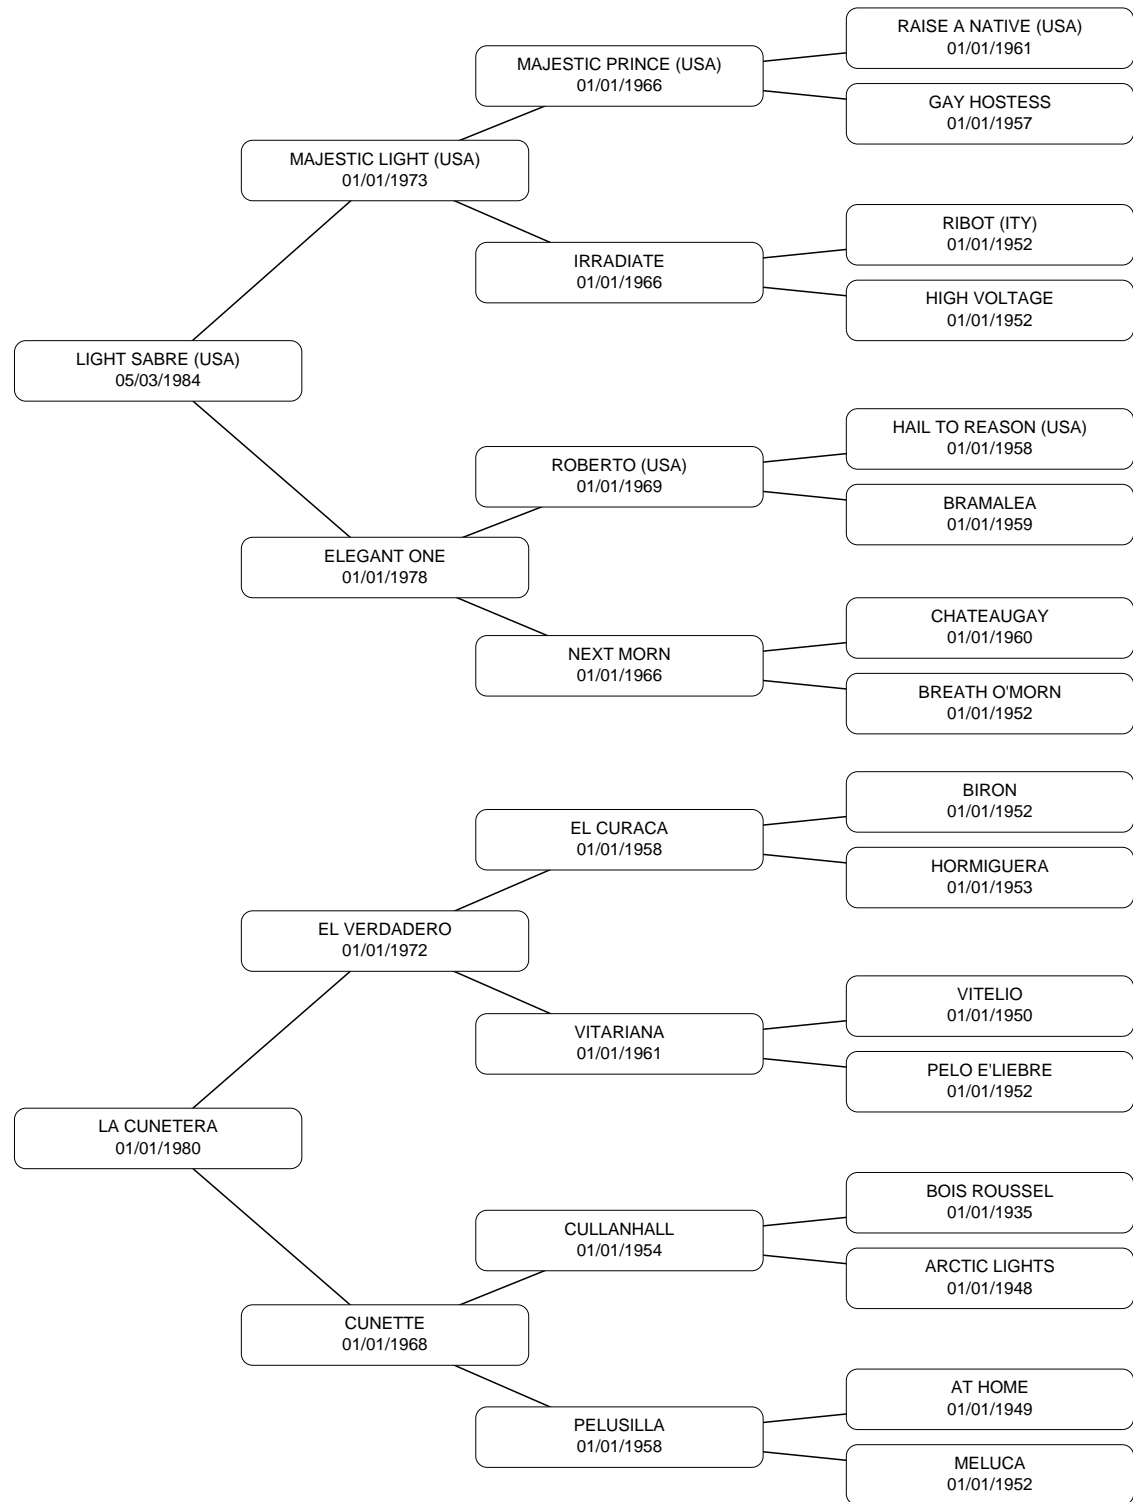 RAISE A NATIVE (USA)
01/01/1961
MAJESTIC PRINCE (USA)
01/01/1966
GAY HOSTESS
01/01/1957
MAJESTIC LIGHT (USA)
01/01/1973
RIBOT (ITY)
01/01/1952
IRRADIATE
01/01/1966
HIGH VOLTAGE
01/01/1952
LIGHT SABRE (USA)
05/03/1984
HAIL TO REASON (USA)
01/01/1958
ROBERTO (USA)
01/01/1969
BRAMALEA
01/01/1959
ELEGANT ONE
01/01/1978
CHATEAUGAY
01/01/1960
NEXT MORN
01/01/1966
BREATH O'MORN
01/01/1952
BIRON
01/01/1952
EL CURACA
01/01/1958
HORMIGUERA
01/01/1953
EL VERDADERO
01/01/1972
VITELIO
01/01/1950
VITARIANA
01/01/1961
PELO E'LIEBRE
01/01/1952
LA CUNETERA
01/01/1980
BOIS ROUSSEL
01/01/1935
CULLANHALL
01/01/1954
ARCTIC LIGHTS
01/01/1948
CUNETTE
01/01/1968
AT HOME
01/01/1949
PELUSILLA
01/01/1958
MELUCA
01/01/1952